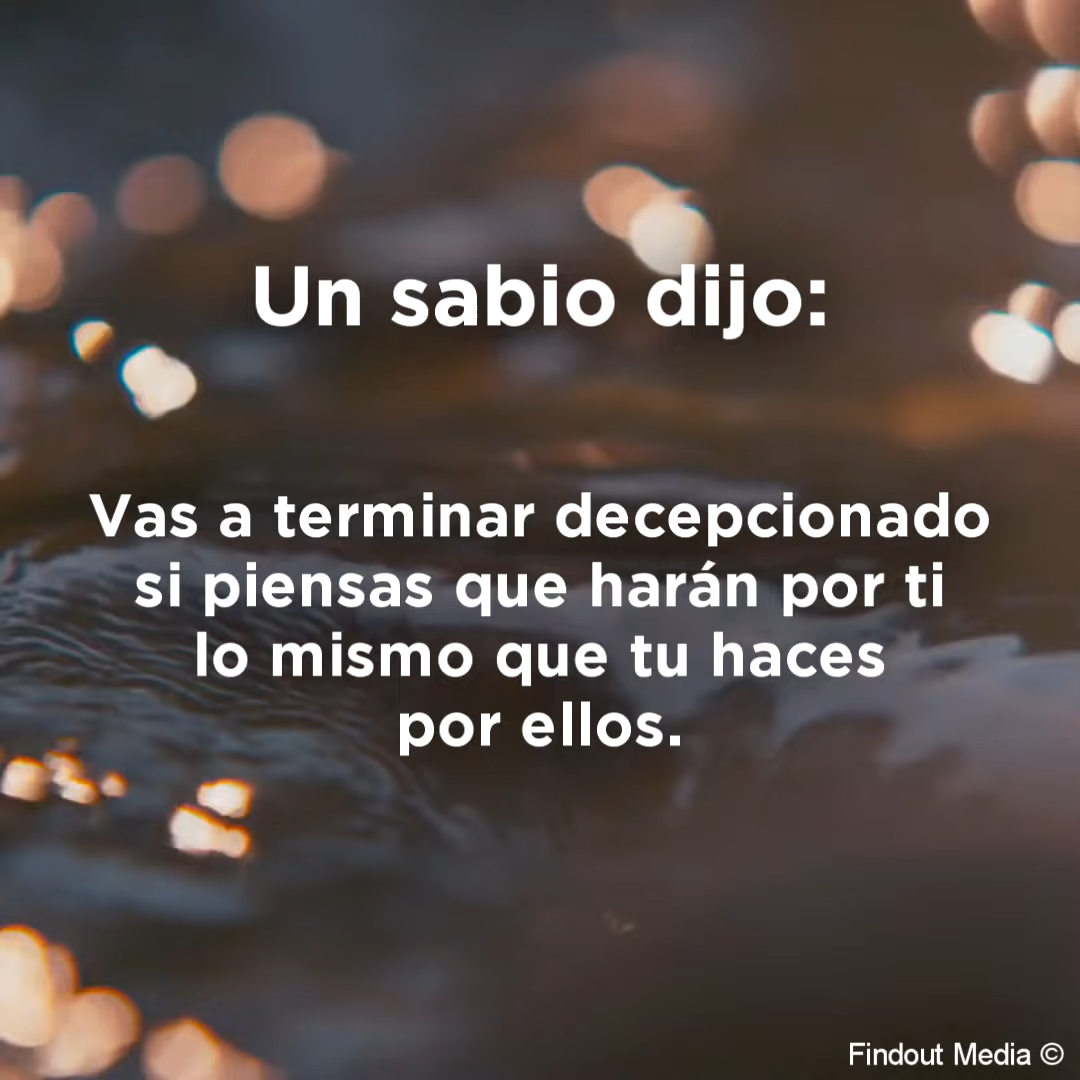 Un sabio dijo:
Vas a terminar decepcionado
si piensas que harán por ti
lo mismo que tu haces
por ellos.
Findout Media ©